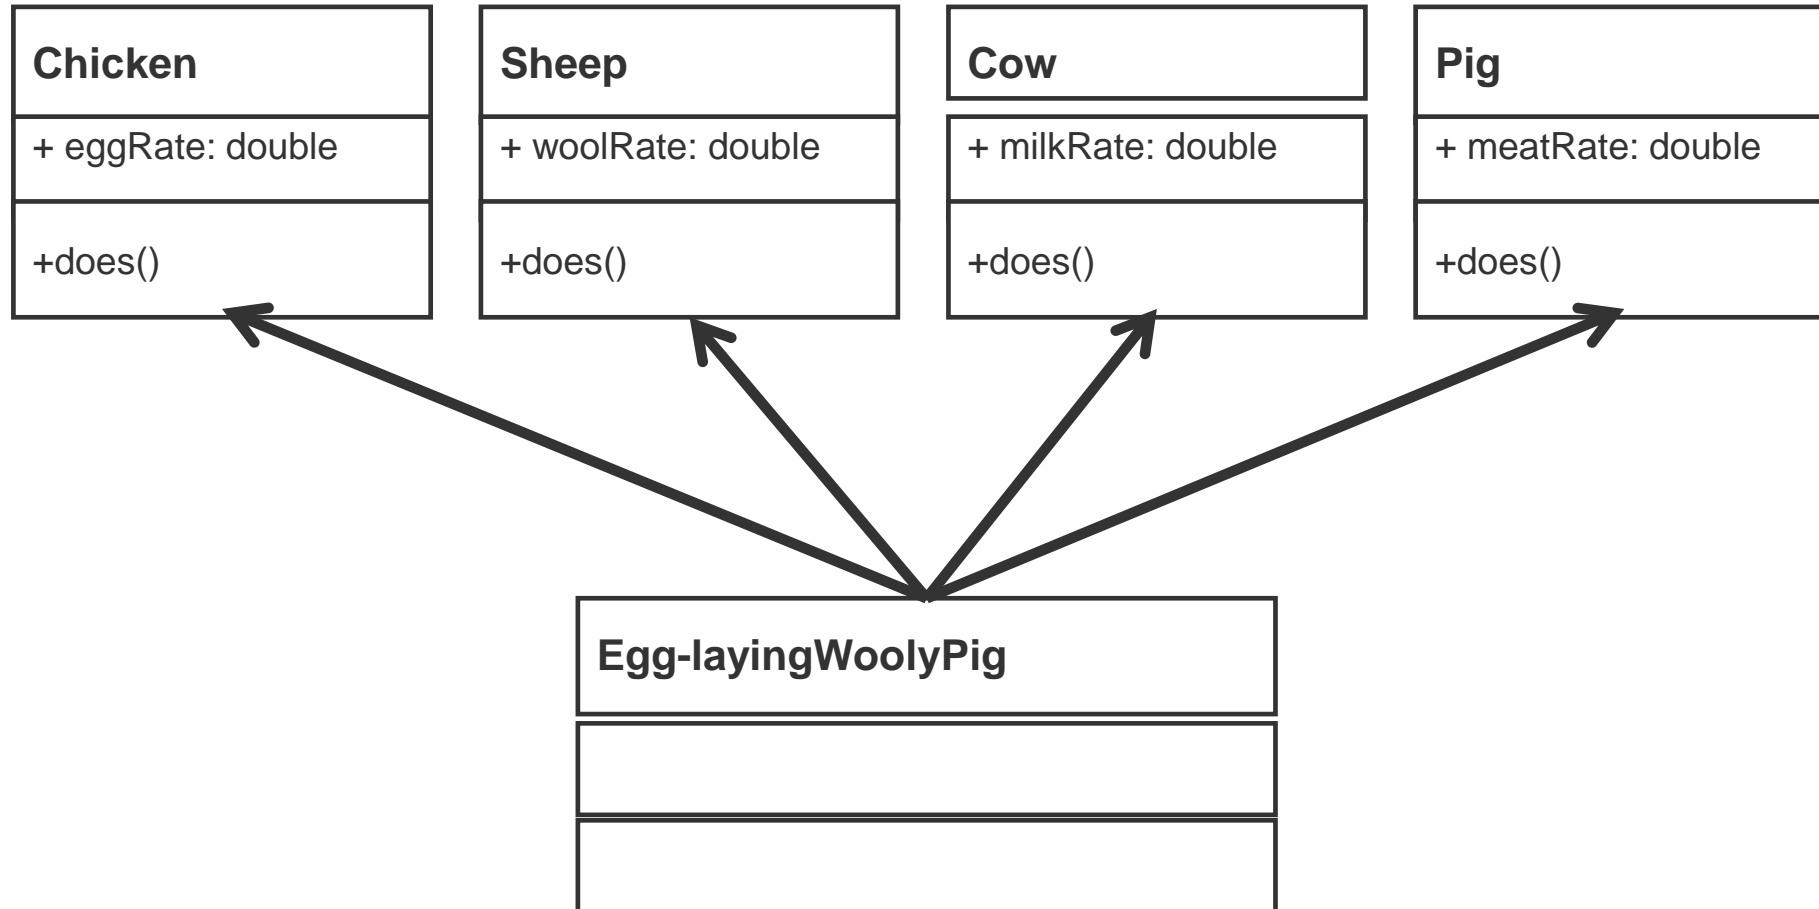 Chicken
+ eggRate: double
+does()
Sheep
+ woolRate: double
+does()
Cow
+ milkRate: double
+does()
Pig
+ meatRate: double
+does()
Egg-layingWoolyPig